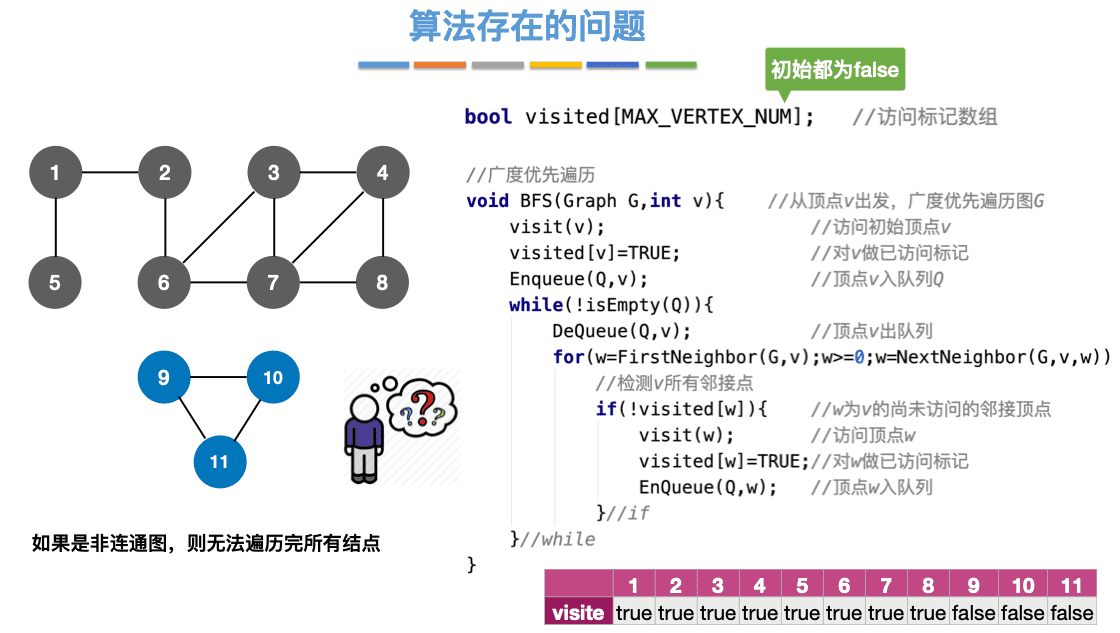 算法存在的问题
初始都为false
bool visited[MAX_VERTEX_NUM]; //访问标记数组
//广度优先遍历
void BFS(Graph G,int v){ //从顶点v出发，广度优先遍历图G
visit(v); //访问初始顶点v
visited[v]=TRUE; //对v做已访问标记
Enqueue(Q,v); //顶点v入队列Q
while(!isEmpty(Q)){
DeQueue(Q,v); //顶点v出队列
for(w=FirstNeighbor(G,v);w>=0;w=NextNeighbor(G,v,w))
//检测v所有邻接点
if(!visited[w]){ //w为v的尚未访问的邻接顶点
visit(w); //访问顶点w
visited[w]=TRUE;//对w做已访问标记
EnQueue(Q,w); //顶点w入队列
}//if
}//while
}
1 2 3 4
5 6 7 8
9 10
11
? ? ?
如果是非连通图，则无法遍历完所有结点
1 2 3 4 5 6 7 8 9 10 11
visite true true true true true true true true false false false